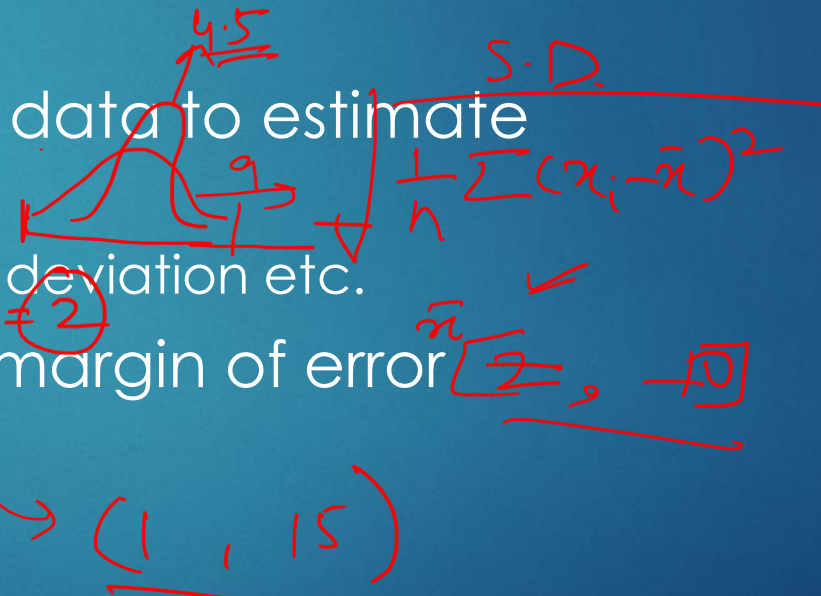 4.5
S.D.
data to estimate
9
√ 1/n Σ(xᵢ-x̄)²
deviation etc.
= 2
x̄
margin of error [2, 10]
(1, 15)